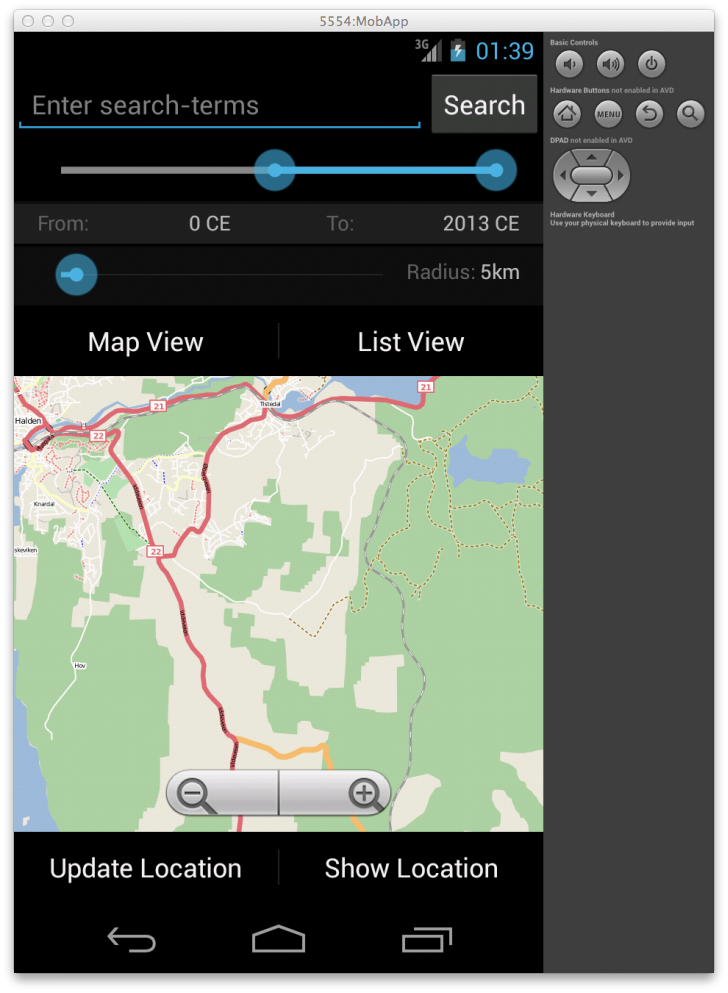 5554:MobApp
3G
01:39
Enter search-terms
Search
From: 0 CE To: 2013 CE
Radius: 5km
Map View
List View
21
21
Tistedal
Halden
22
Knardal
22
Hov
Update Location
Show Location
Basic Controls
Hardware Buttons not enabled in AVD
MENU
DPAD not enabled in AVD
Hardware Keyboard
Use your physical keyboard to provide input